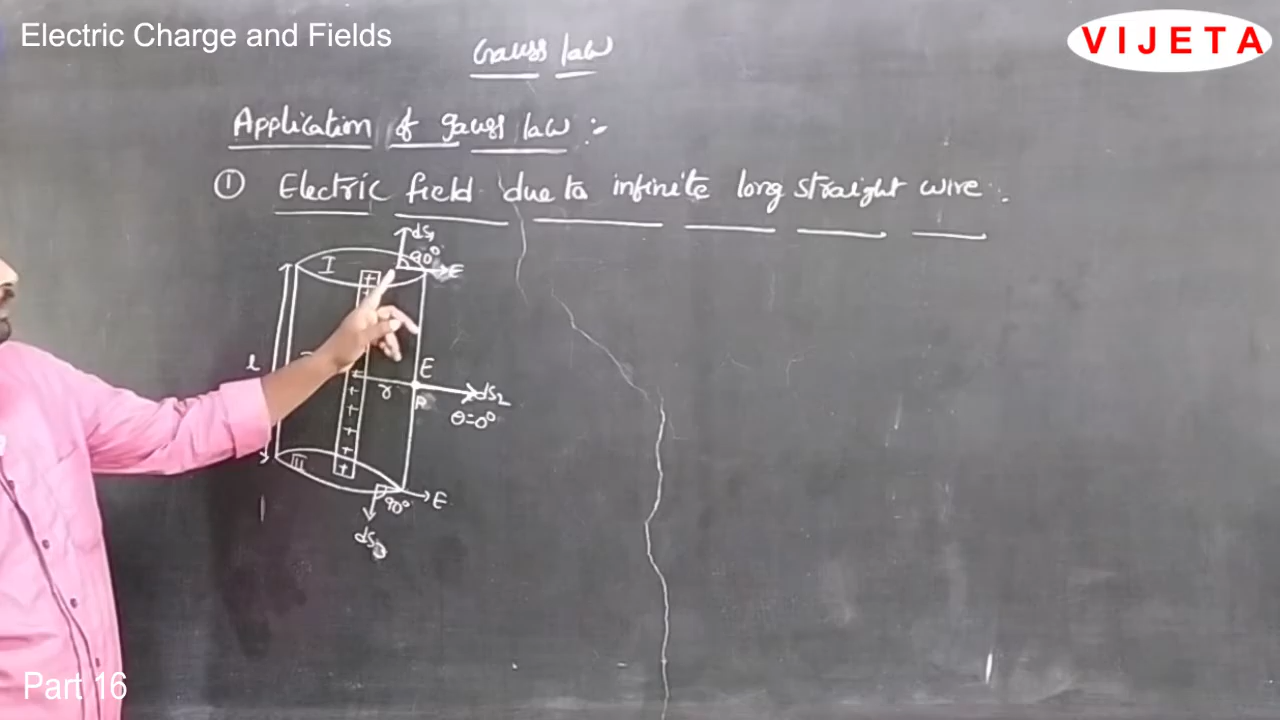 Electric Charge and Fields
VIJETA
Gauss law
Application of gauss law :-
① Electric field due to infinite long straight wire :
dS₁
90°
I
E
+
l
E
r
dS₂
P
θ=0°
+
+
+
+
+
III
E
90°
dS₃
Part 16